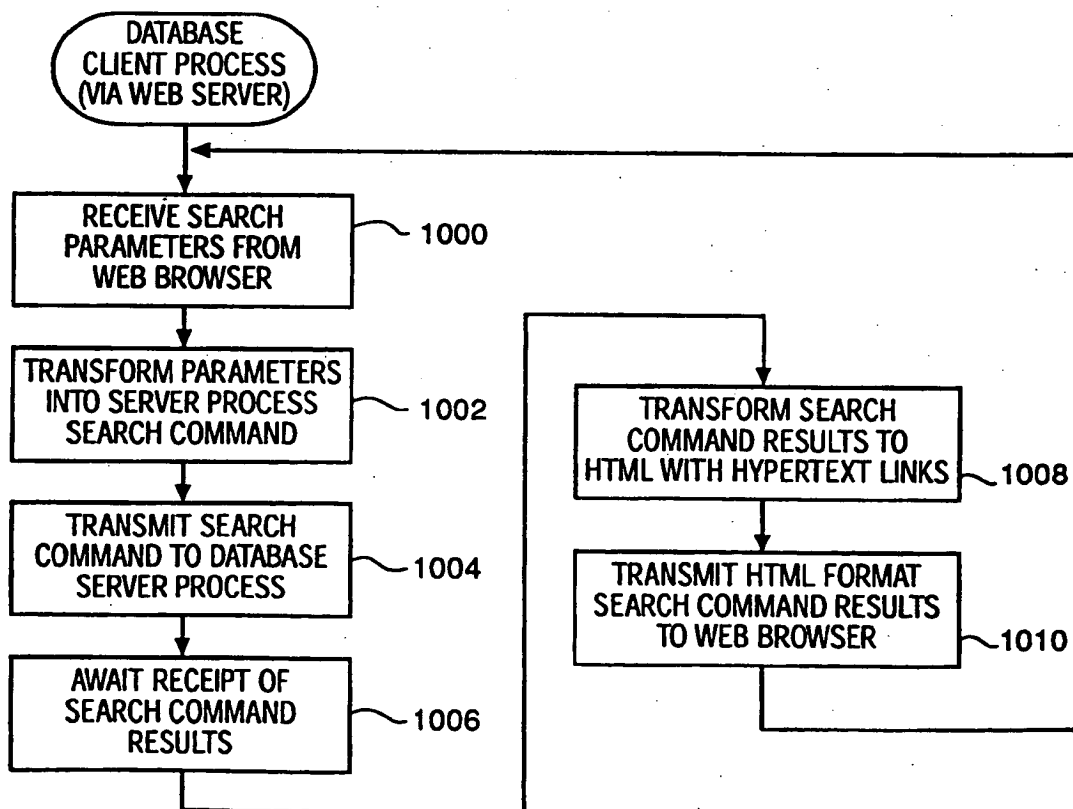 DATABASE
CLIENT PROCESS
(VIA WEB SERVER)
RECEIVE SEARCH
PARAMETERS FROM
WEB BROWSER
1000
TRANSFORM PARAMETERS
INTO SERVER PROCESS
SEARCH COMMAND
1002
TRANSMIT SEARCH
COMMAND TO DATABASE
SERVER PROCESS
1004
AWAIT RECEIPT OF
SEARCH COMMAND
RESULTS
1006
TRANSFORM SEARCH
COMMAND RESULTS TO
HTML WITH HYPERTEXT LINKS
1008
TRANSMIT HTML FORMAT
SEARCH COMMAND RESULTS
TO WEB BROWSER
1010